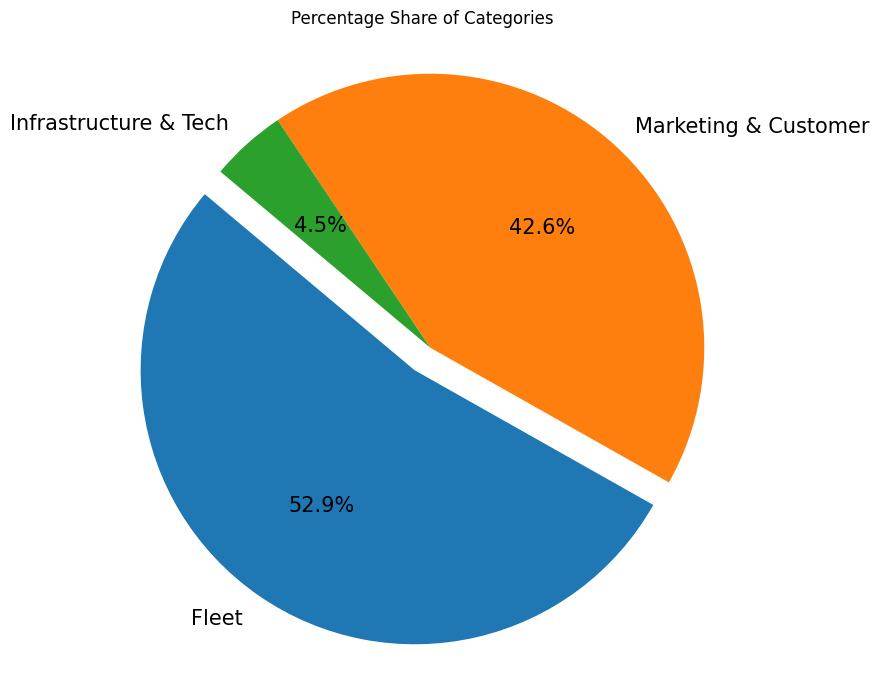 Percentage Share of Categories
Infrastructure & Tech
Marketing & Customer
4.5%
42.6%
52.9%
Fleet